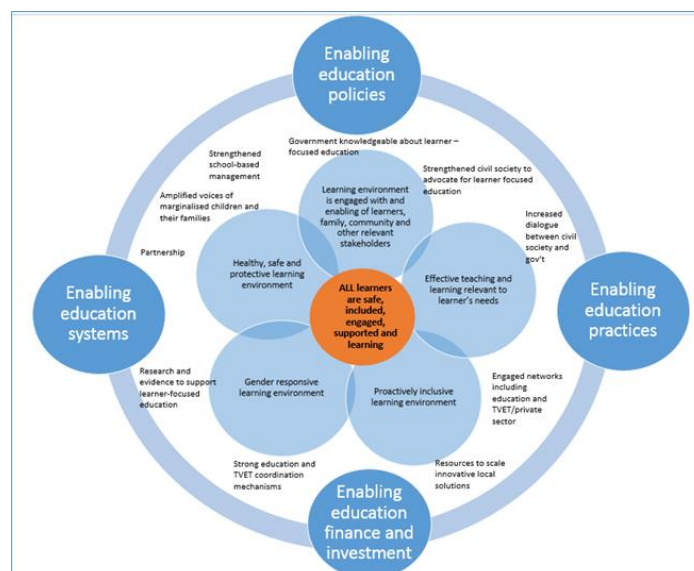 Enabling
education
policies
Government knowledgeable about learner –
focused education
Strengthened
school-based
management
Strengthened civil society to
advocate for learner focused
education
Amplified voices of
marginalised children and
their families
Learning environment
is engaged with and
enabling of learners,
family, community and
other relevant
stakeholders
Increased
dialogue
between civil
society and
gov't
Partnership
Healthy, safe and
protective learning
environment
Effective teaching and
learning relevant to
learner's needs
Enabling
education
systems
ALL learners
are safe,
included,
engaged,
supported and
learning
Enabling
education
practices
Research and
evidence to support
learner-focused
education
Gender responsive
learning environment
Proactively inclusive
learning environment
Engaged networks
including
education and
TVET/private
sector
Strong education and
TVET coordination
mechanisms
Resources to scale
innovative local
solutions
Enabling
education
finance and
investment